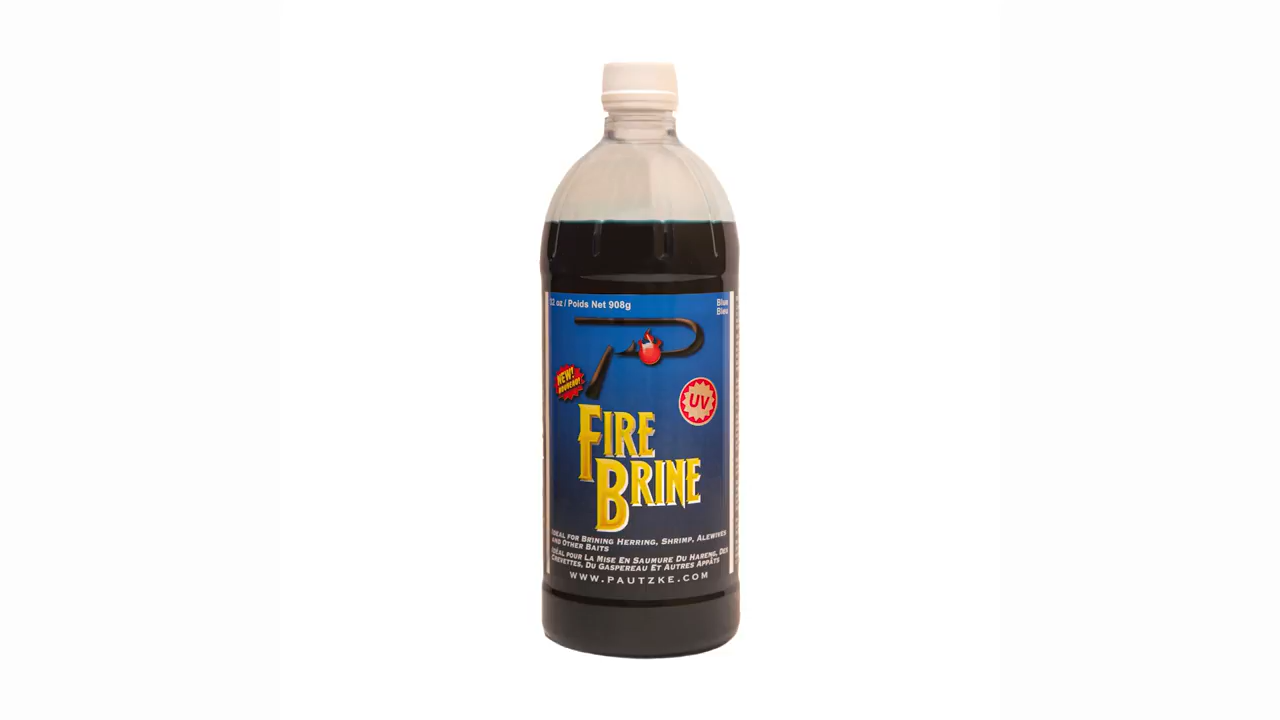 32 oz / Poids Net 908g
Blue
Bleu
NEW!
NOUVEAU!
UV
FIRE
BRINE
IDEAL FOR BRINING HERRING, SHRIMP, ALEWIVES
AND OTHER BAITS
IDÉAL POUR LA MISE EN SAUMURE DU HARENG, DES
CREVETTES, DU GASPEREAU ET AUTRES APPÂTS
WWW.PAUTZKE.COM